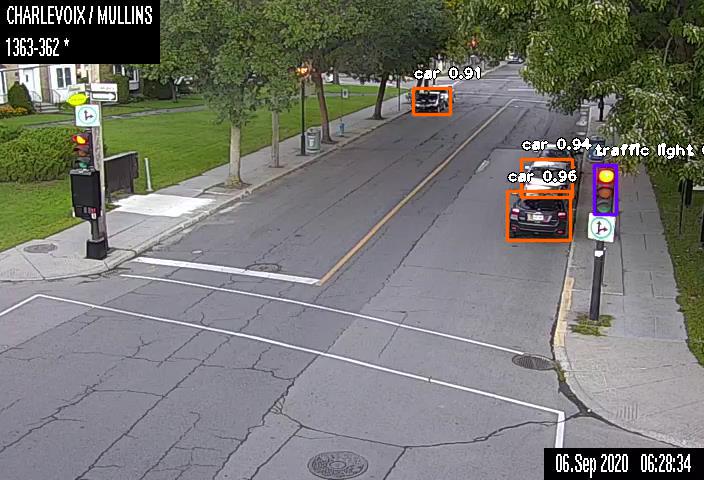 CHARLEVOIX / MULLINS
1363-362 *
car 0.91
car 0.94
traffic light
car 0.96
06.Sep 2020 06:28:34